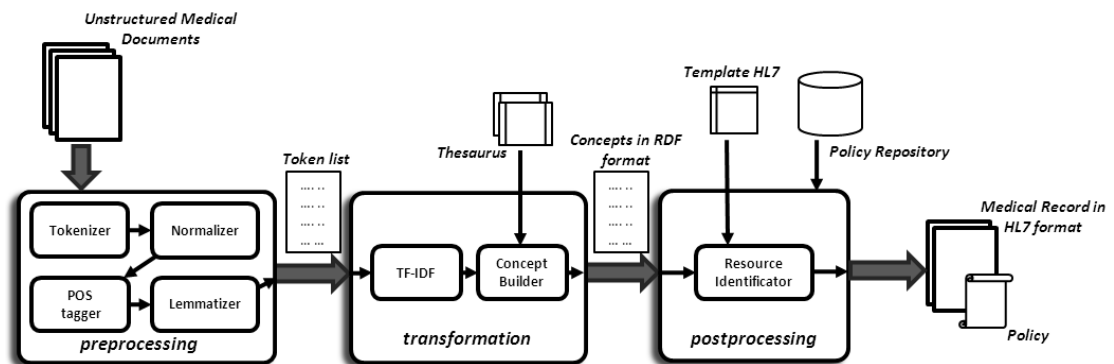 Unstructured Medical
Documents
Tokenizer
Normalizer
POS
tagger
Lemmatizer
preprocessing
Token list
.... ..
.... ..
.... ..
... ...
Thesaurus
TF-IDF
Concept
Builder
transformation
Concepts in RDF
format
.... ..
.... ..
.... ..
... ...
Template HL7
Policy Repository
Resource
Identificator
postprocessing
Medical Record in
HL7 format
Policy